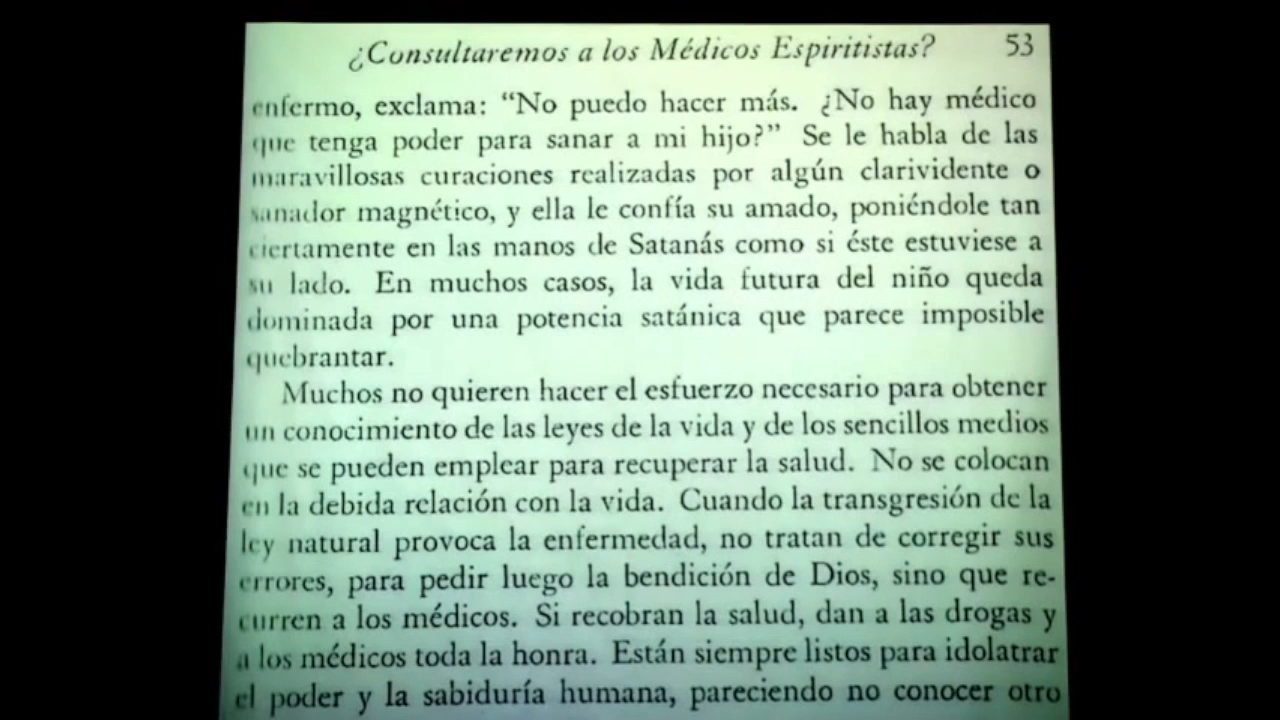 ¿Consultaremos a los Médicos Espiritistas? 53
enfermo, exclama: “No puedo hacer más. ¿No hay médico
que tenga poder para sanar a mi hijo?” Se le habla de las
maravillosas curaciones realizadas por algún clarividente o
sanador magnético, y ella le confía su amado, poniéndole tan
ciertamente en las manos de Satanás como si éste estuviese a
su lado. En muchos casos, la vida futura del niño queda
dominada por una potencia satánica que parece imposible
quebrantar.
Muchos no quieren hacer el esfuerzo necesario para obtener
un conocimiento de las leyes de la vida y de los sencillos medios
que se pueden emplear para recuperar la salud. No se colocan
en la debida relación con la vida. Cuando la transgresión de la
ley natural provoca la enfermedad, no tratan de corregir sus
errores, para pedir luego la bendición de Dios, sino que re-
curren a los médicos. Si recobran la salud, dan a las drogas y
a los médicos toda la honra. Están siempre listos para idolatrar
el poder y la sabiduría humana, pareciendo no conocer otro